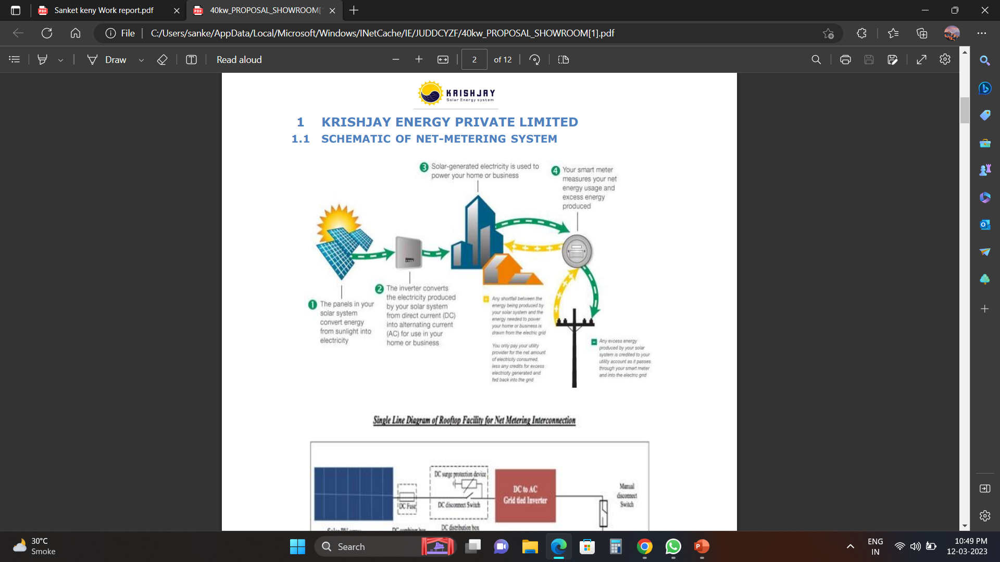 Sanket keny Work report.pdf
40kw_PROPOSAL_SHOWROOM[1
File
C:/Users/sanke/AppData/Local/Microsoft/Windows/INetCache/IE/JUDDCYZF/40kw_PROPOSAL_SHOWROOM[1].pdf
Draw
Read aloud
2 of 12
KRISHJAY
Solar Energy system
1 KRISHJAY ENERGY PRIVATE LIMITED
1.1 SCHEMATIC OF NET-METERING SYSTEM
3 Solar-generated electricity is used to
power your home or business
4 Your smart meter
measures your net
energy usage and
excess energy
produced
1 The panels in your
solar system
convert energy
from sunlight into
electricity
2 The inverter converts
the electricity produced
by your solar system
from direct current (DC)
into alternating current
(AC) for use in your
home or business
Any shortfall between the
energy being produced by
your solar system and the
energy needed to power
your home or business is
drawn from the electric grid
You only pay your utility
provider for the net amount
of electricity consumed,
less any credits for excess
electricity generated and
fed back into the grid
Any excess energy
produced by your solar
system is credited to your
utility account as it passes
through your smart meter
and into the electric grid
Single Line Diagram of Rooftop Facility for Net Metering Interconnection
DC surge protection device
DC Fuse
DC disconnect Switch
DC distribution box
DC to AC
Grid tied Inverter
Manual
disconnect
Switch
30°C
Smoke
Search
ENG
IN
10:49 PM
12-03-2023